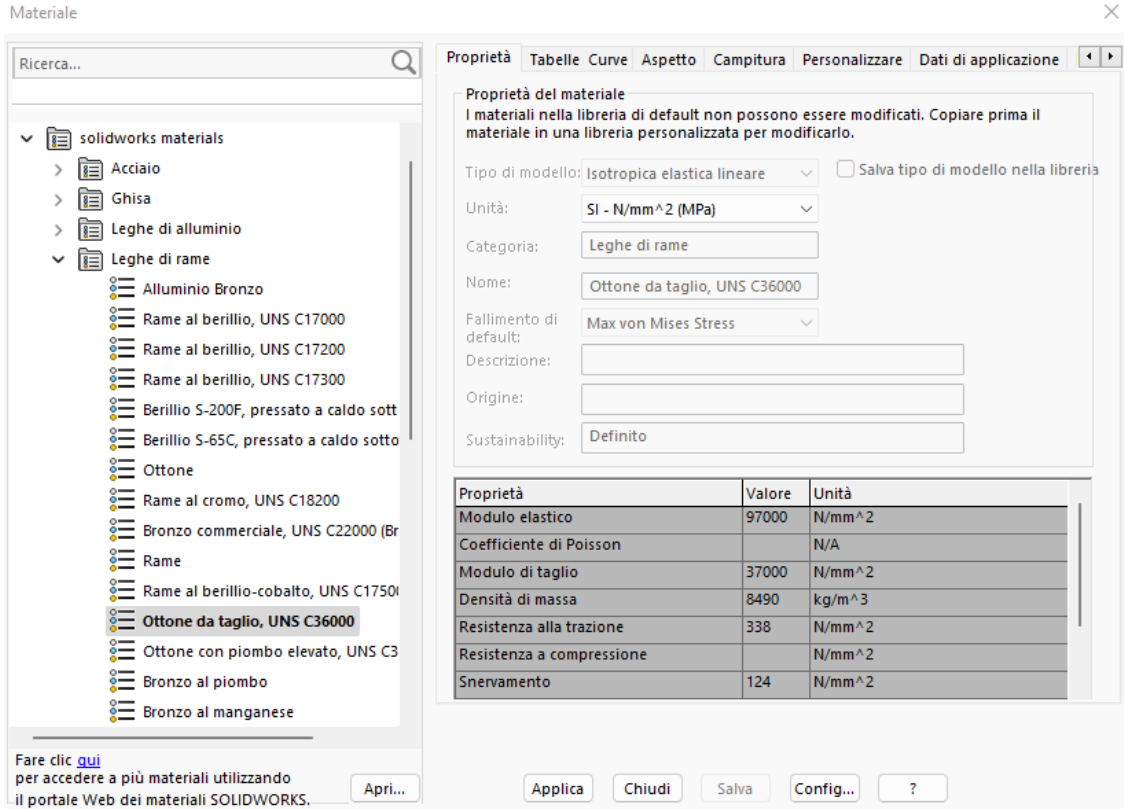 Materiale
Ricerca...
solidworks materials
Acciaio
Ghisa
Leghe di alluminio
Leghe di rame
Alluminio Bronzo
Rame al berillio, UNS C17000
Rame al berillio, UNS C17200
Rame al berillio, UNS C17300
Berillio S-200F, pressato a caldo sott
Berillio S-65C, pressato a caldo sotto
Ottone
Rame al cromo, UNS C18200
Bronzo commerciale, UNS C22000 (Br
Rame
Rame al berillio-cobalto, UNS C1750
Ottone da taglio, UNS C36000
Ottone con piombo elevato, UNS C3
Bronzo al piombo
Bronzo al manganese
Fare clic qui
per accedere a più materiali utilizzando
il portale Web dei materiali SOLIDWORKS.
Apri...
Proprietà Tabelle Curve Aspetto Campitura Personalizzare Dati di applicazione
Proprietà del materiale
I materiali nella libreria di default non possono essere modificati. Copiare prima il
materiale in una libreria personalizzata per modificarlo.
Tipo di modello: Isotropica elastica lineare Salva tipo di modello nella libreria
Unità: SI - N/mm^2 (MPa)
Categoria: Leghe di rame
Nome: Ottone da taglio, UNS C36000
Fallimento di
default: Max von Mises Stress
Descrizione:
Origine:
Sustainability: Definito
Proprietà Valore Unità
Modulo elastico 97000 N/mm^2
Coefficiente di Poisson N/A
Modulo di taglio 37000 N/mm^2
Densità di massa 8490 kg/m^3
Resistenza alla trazione 338 N/mm^2
Resistenza a compressione N/mm^2
Snervamento 124 N/mm^2
Applica Chiudi Salva Config... ?